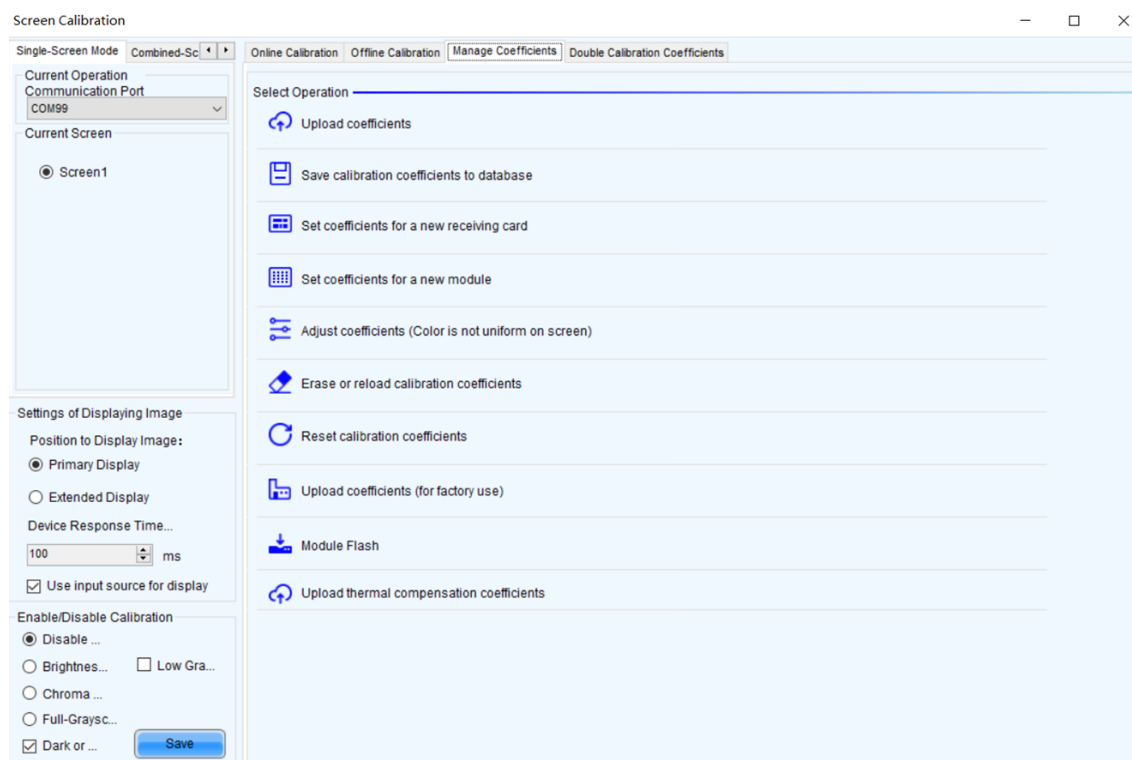 Screen Calibration
Single-Screen Mode
Combined-Sc
Online Calibration
Offline Calibration
Manage Coefficients
Double Calibration Coefficients
Current Operation
Communication Port
COM99
Current Screen
Screen1
Settings of Displaying Image
Position to Display Image:
Primary Display
Extended Display
Device Response Time...
100
ms
Use input source for display
Enable/Disable Calibration
Disable ...
Brightnes...
Low Gra...
Chroma ...
Full-Graysc...
Dark or ...
Save
Select Operation
Upload coefficients
Save calibration coefficients to database
Set coefficients for a new receiving card
Set coefficients for a new module
Adjust coefficients (Color is not uniform on screen)
Erase or reload calibration coefficients
Reset calibration coefficients
Upload coefficients (for factory use)
Module Flash
Upload thermal compensation coefficients